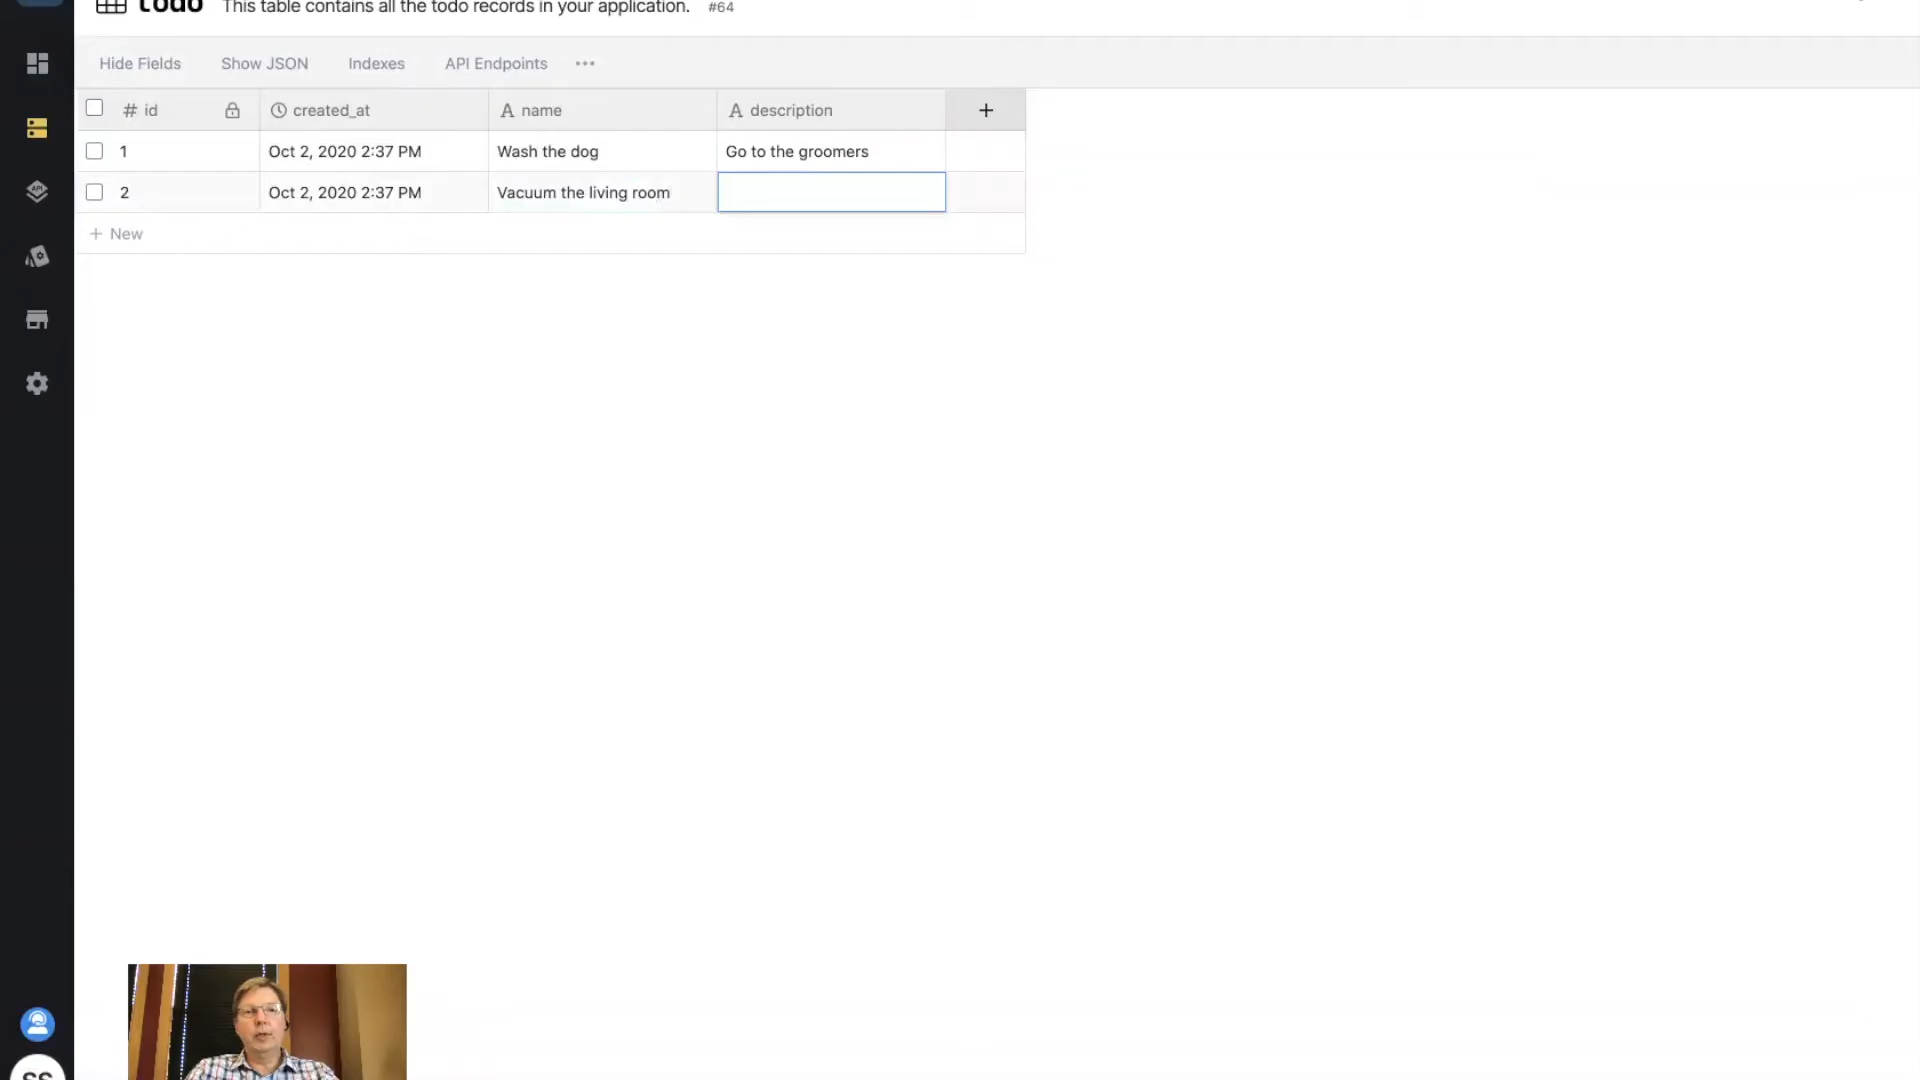 todo This table contains all the todo records in your application. #64
Hide Fields Show JSON Indexes API Endpoints
# id created_at name description +
1 Oct 2, 2020 2:37 PM Wash the dog Go to the groomers
2 Oct 2, 2020 2:37 PM Vacuum the living room
+ New
API
SS